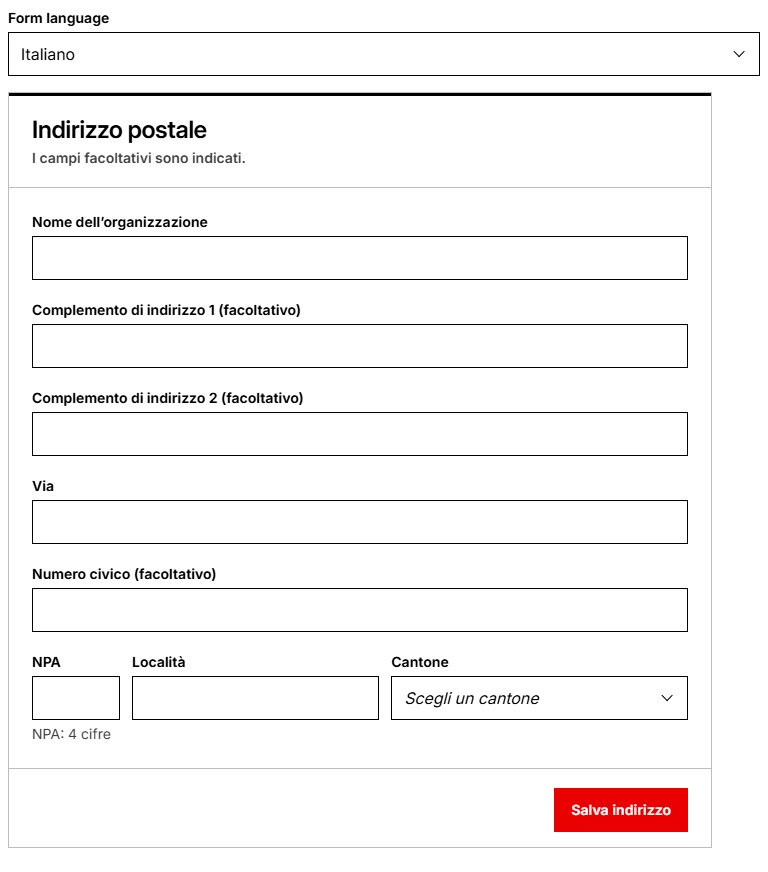 Form language
Italiano
Indirizzo postale
I campi facoltativi sono indicati.
Nome dell’organizzazione
Complemento di indirizzo 1 (facoltativo)
Complemento di indirizzo 2 (facoltativo)
Via
Numero civico (facoltativo)
NPA Località Cantone
Scegli un cantone
NPA: 4 cifre
Salva indirizzo